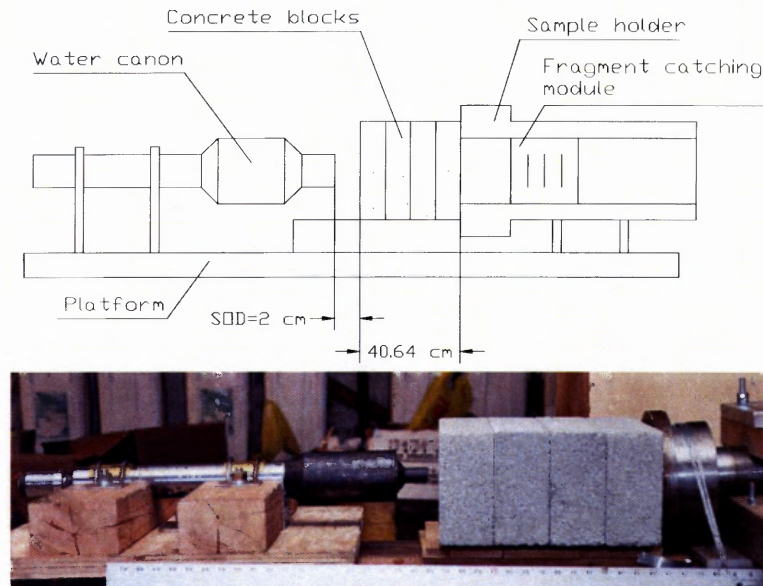 Concrete blocks
Sample holder
Water canon
Fragment catching
module
Platform
SOD=2 cm
40.64 cm